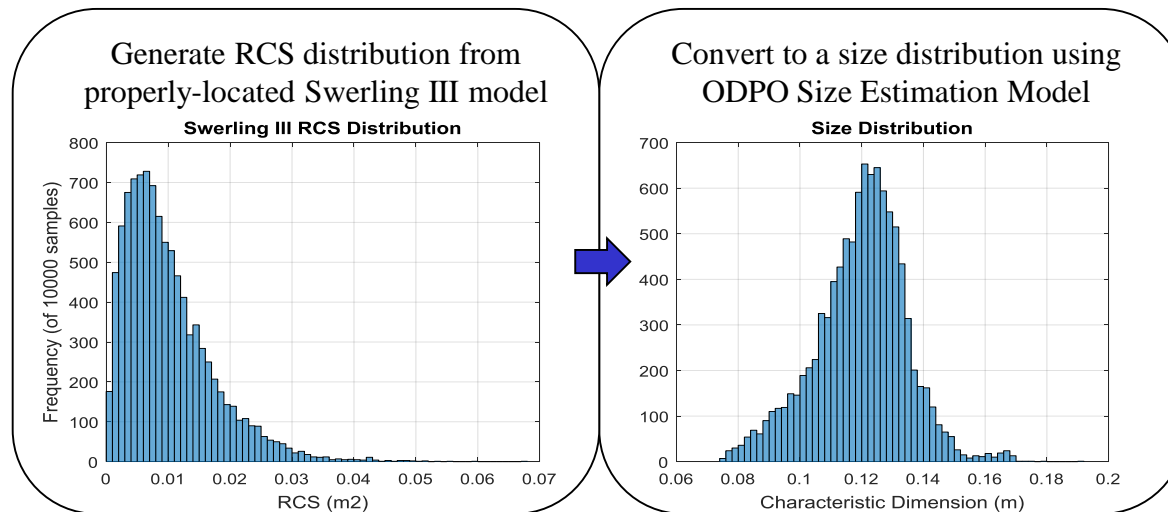 Generate RCS distribution from
properly-located Swerling III model
Swerling III RCS Distribution
800
700
600
500
400
300
200
100
0
Frequency (of 10000 samples)
0 0.01 0.02 0.03 0.04 0.05 0.06 0.07
RCS (m2)
Convert to a size distribution using
ODPO Size Estimation Model
Size Distribution
700
600
500
400
300
200
100
0
0.06 0.08 0.1 0.12 0.14 0.16 0.18 0.2
Characteristic Dimension (m)